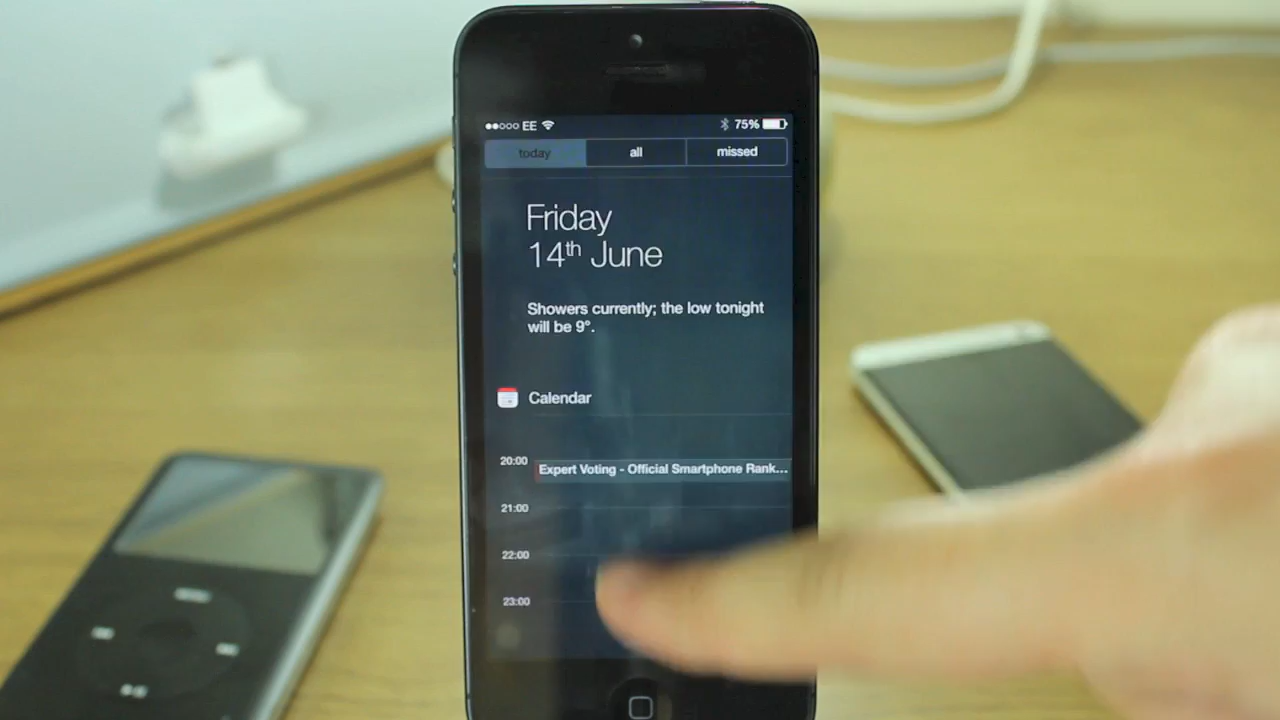 EE 75%
today all missed
Friday
14th June
Showers currently; the low tonight
will be 9°.
Calendar
20:00 Expert Voting - Official Smartphone Rank...
21:00
22:00
23:00